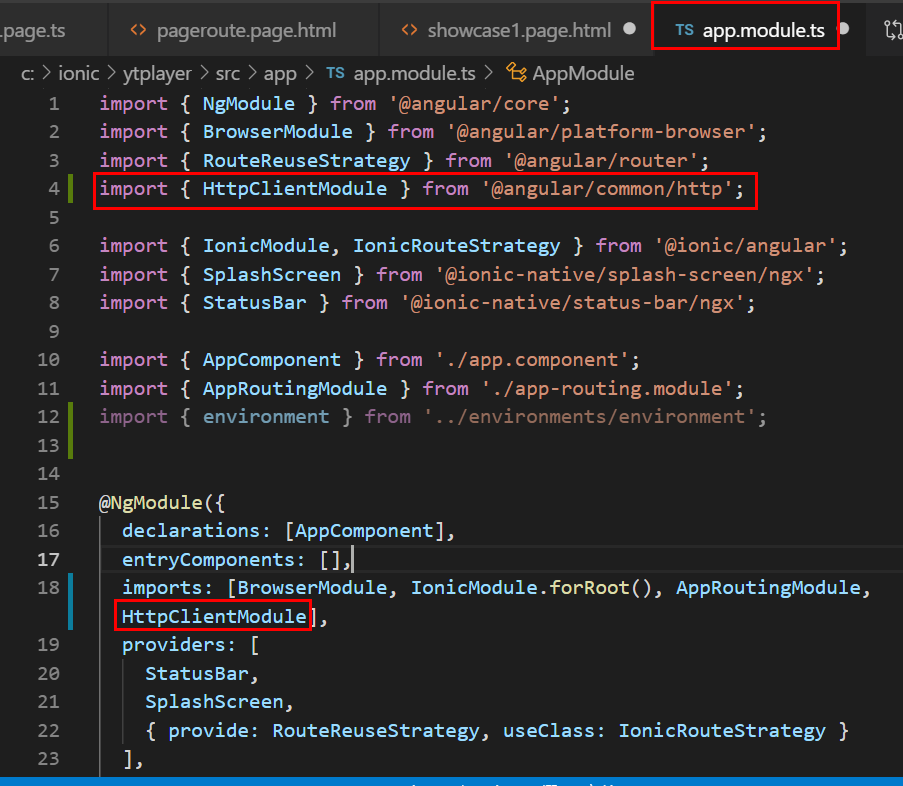 .page.ts <> pageroute.page.html <> showcase1.page.html TS app.module.ts
c: > ionic > ytplayer > src > app > TS app.module.ts > AppModule
1 import { NgModule } from '@angular/core';
2 import { BrowserModule } from '@angular/platform-browser';
3 import { RouteReuseStrategy } from '@angular/router';
4 import { HttpClientModule } from '@angular/common/http';
5
6 import { IonicModule, IonicRouteStrategy } from '@ionic/angular';
7 import { SplashScreen } from '@ionic-native/splash-screen/ngx';
8 import { StatusBar } from '@ionic-native/status-bar/ngx';
9
10 import { AppComponent } from './app.component';
11 import { AppRoutingModule } from './app-routing.module';
12 import { environment } from '../environments/environment';
13
14
15 @NgModule({
16 declarations: [AppComponent],
17 entryComponents: [],
18 imports: [BrowserModule, IonicModule.forRoot(), AppRoutingModule,
HttpClientModule],
19 providers: [
20 StatusBar,
21 SplashScreen,
22 { provide: RouteReuseStrategy, useClass: IonicRouteStrategy }
23 ],